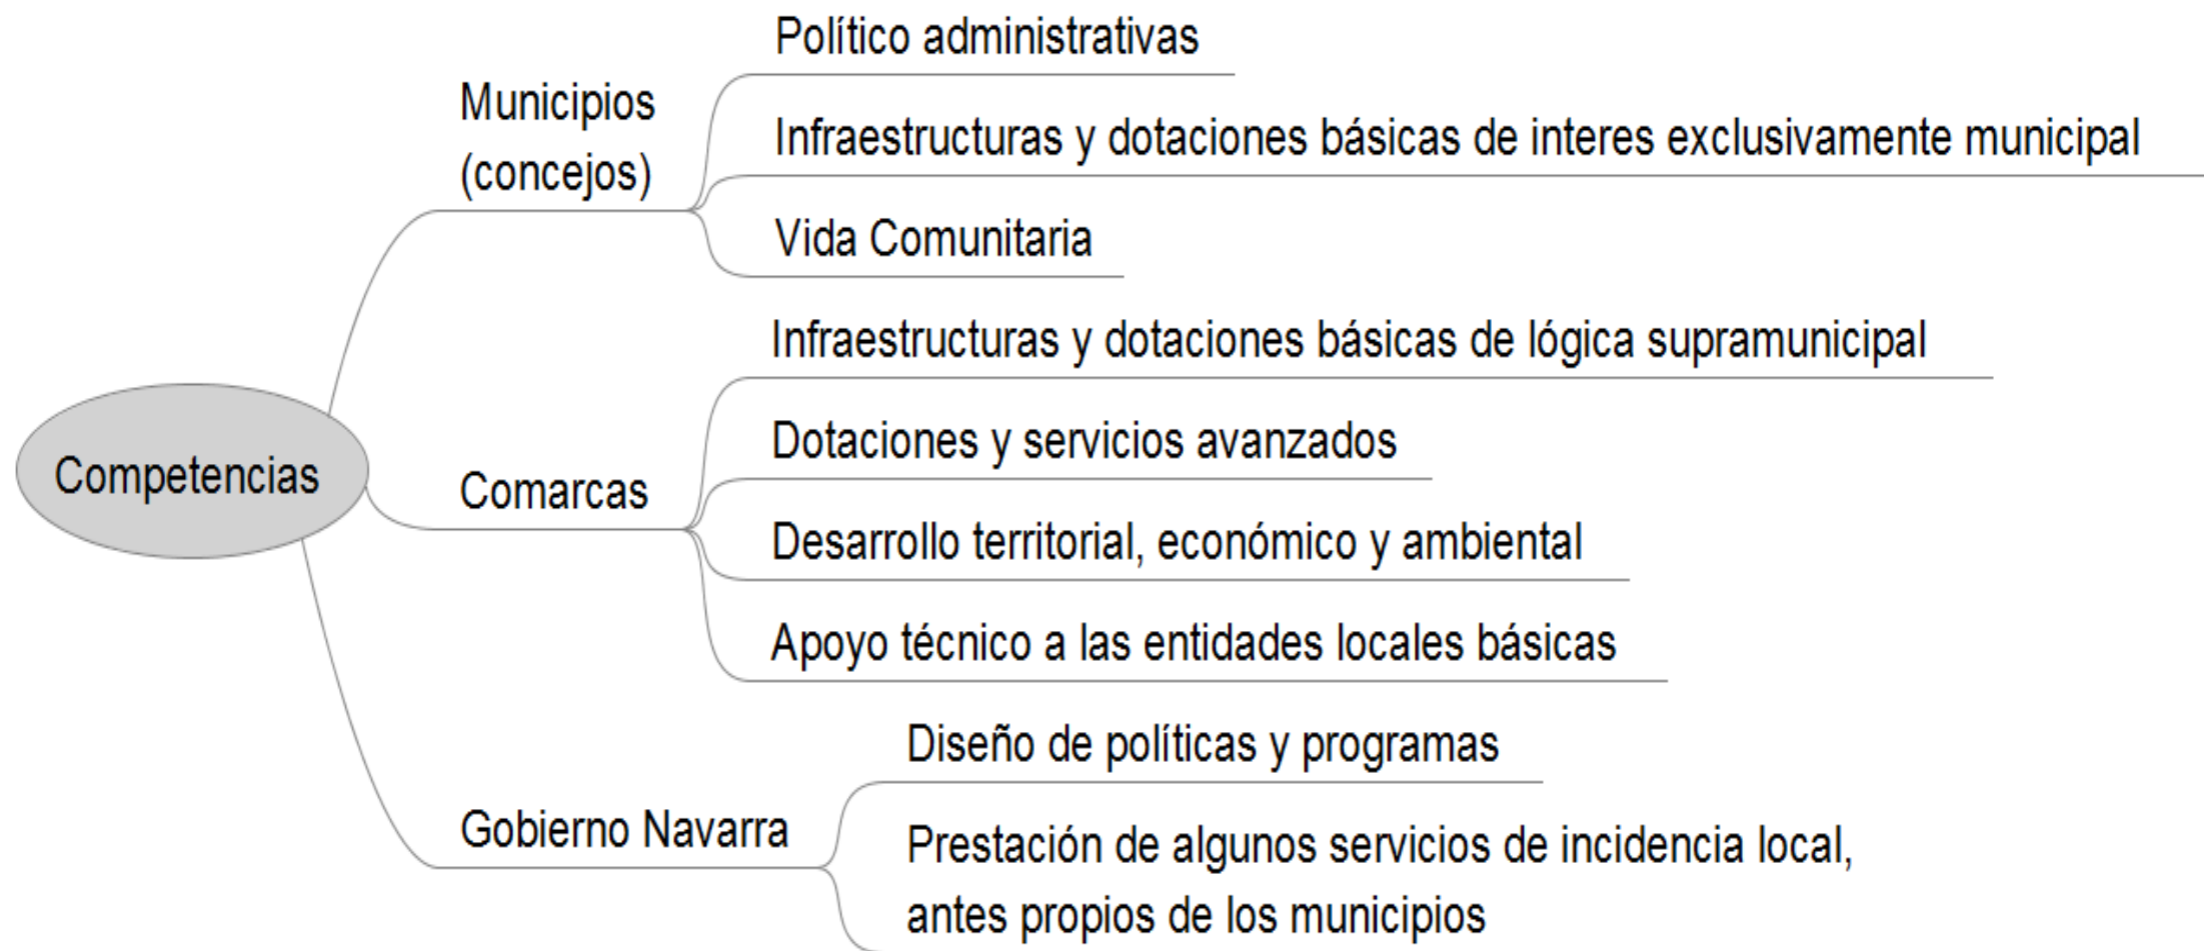 Político administrativas
Municipios
(concejos)
Infraestructuras y dotaciones básicas de interes exclusivamente municipal
Vida Comunitaria
Infraestructuras y dotaciones básicas de lógica supramunicipal
Dotaciones y servicios avanzados
Competencias
Comarcas
Desarrollo territorial, económico y ambiental
Apoyo técnico a las entidades locales básicas
Diseño de políticas y programas
Gobierno Navarra
Prestación de algunos servicios de incidencia local,
antes propios de los municipios